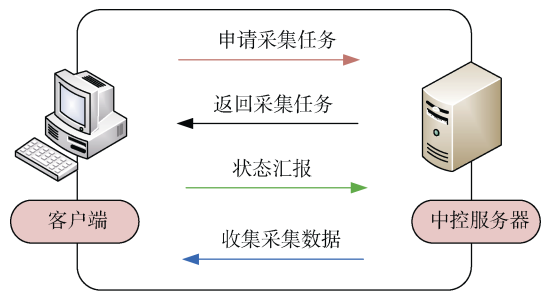 申请采集任务
返回采集任务
状态汇报
客户端
中控服务器
收集采集数据